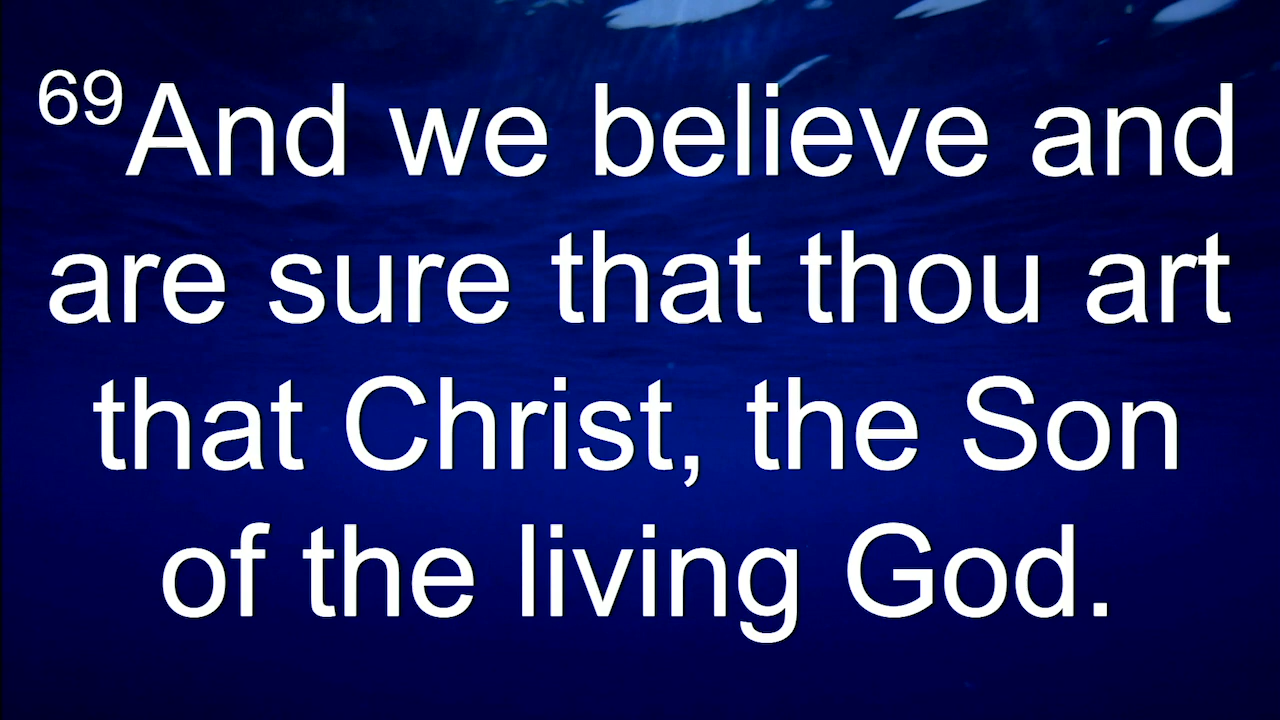 69And we believe and
are sure that thou art
that Christ, the Son
of the living God.